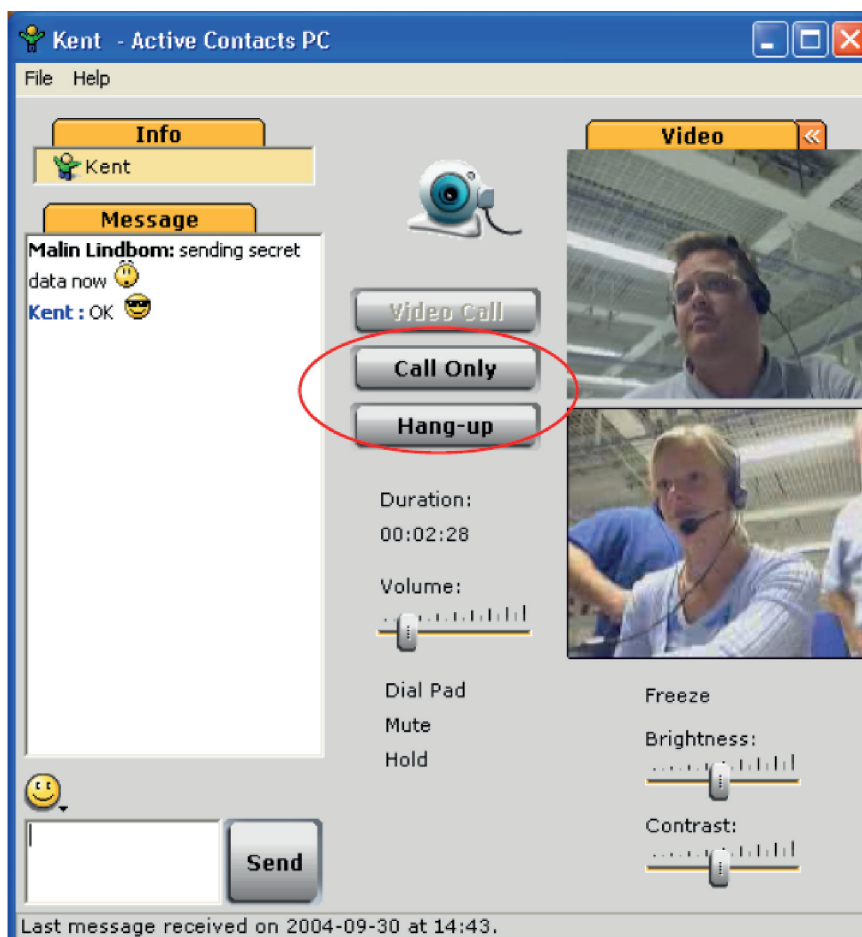 Kent - Active Contacts PC
File Help
Info
Kent
Message
Malin Lindbom: sending secret
data now
Kent : OK
Send
Video Call
Call Only
Hang-up
Duration:
00:02:28
Volume:
Dial Pad
Mute
Hold
Video
Freeze
Brightness:
Contrast:
Last message received on 2004-09-30 at 14:43.